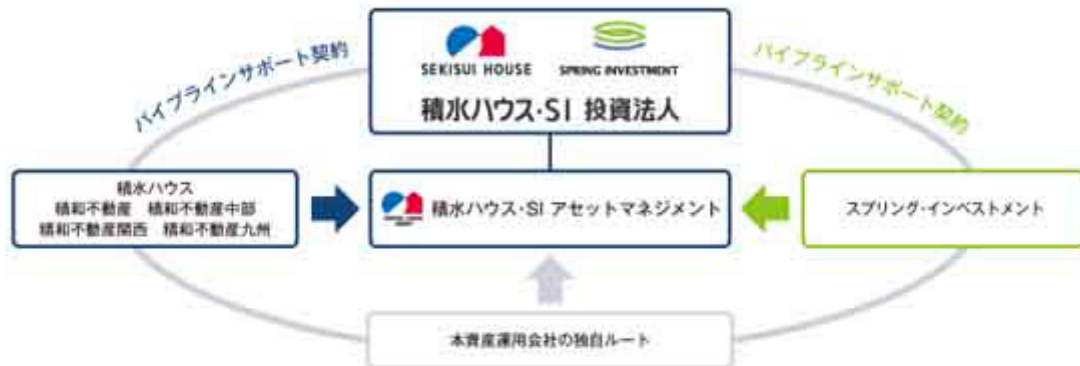 SEKISUI HOUSE
SPRING INVESTMENT
積水ハウス·SI 投資法人
パイプラインサポート契約
パイプラインサポート契約
積水ハウス
積和不動産 積和不動産中部
積和不動産関西 積和不動産九州
積水ハウス·SI アセットマネジメント
スプリング·インベストメント
本資産運用会社の独自ルート